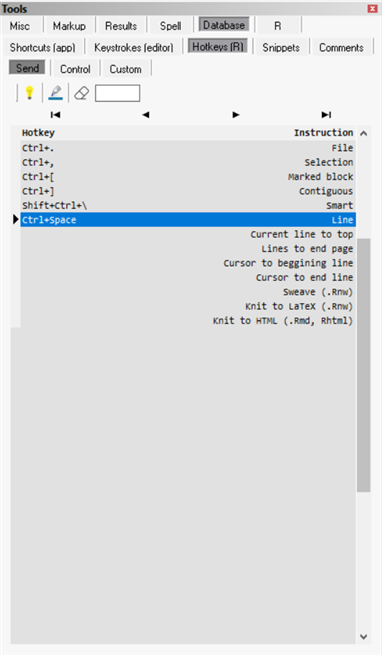 Tools
Misc Markup Results Spell Database R
Shortcuts (app) Keystrokes (editor) Hotkeys (R) Snippets Comments
Send Control Custom
Hotkey Instruction
Ctrl+. File
Ctrl+, Selection
Ctrl+[ Marked block
Ctrl+] Contiguous
Shift+Ctrl+\ Smart
Ctrl+Space Line
Current line to top
Lines to end page
Cursor to beggining line
Cursor to end line
Sweave (.Rnw)
Knit to LaTeX (.Rnw)
Knit to HTML (.Rmd, Rhtml)